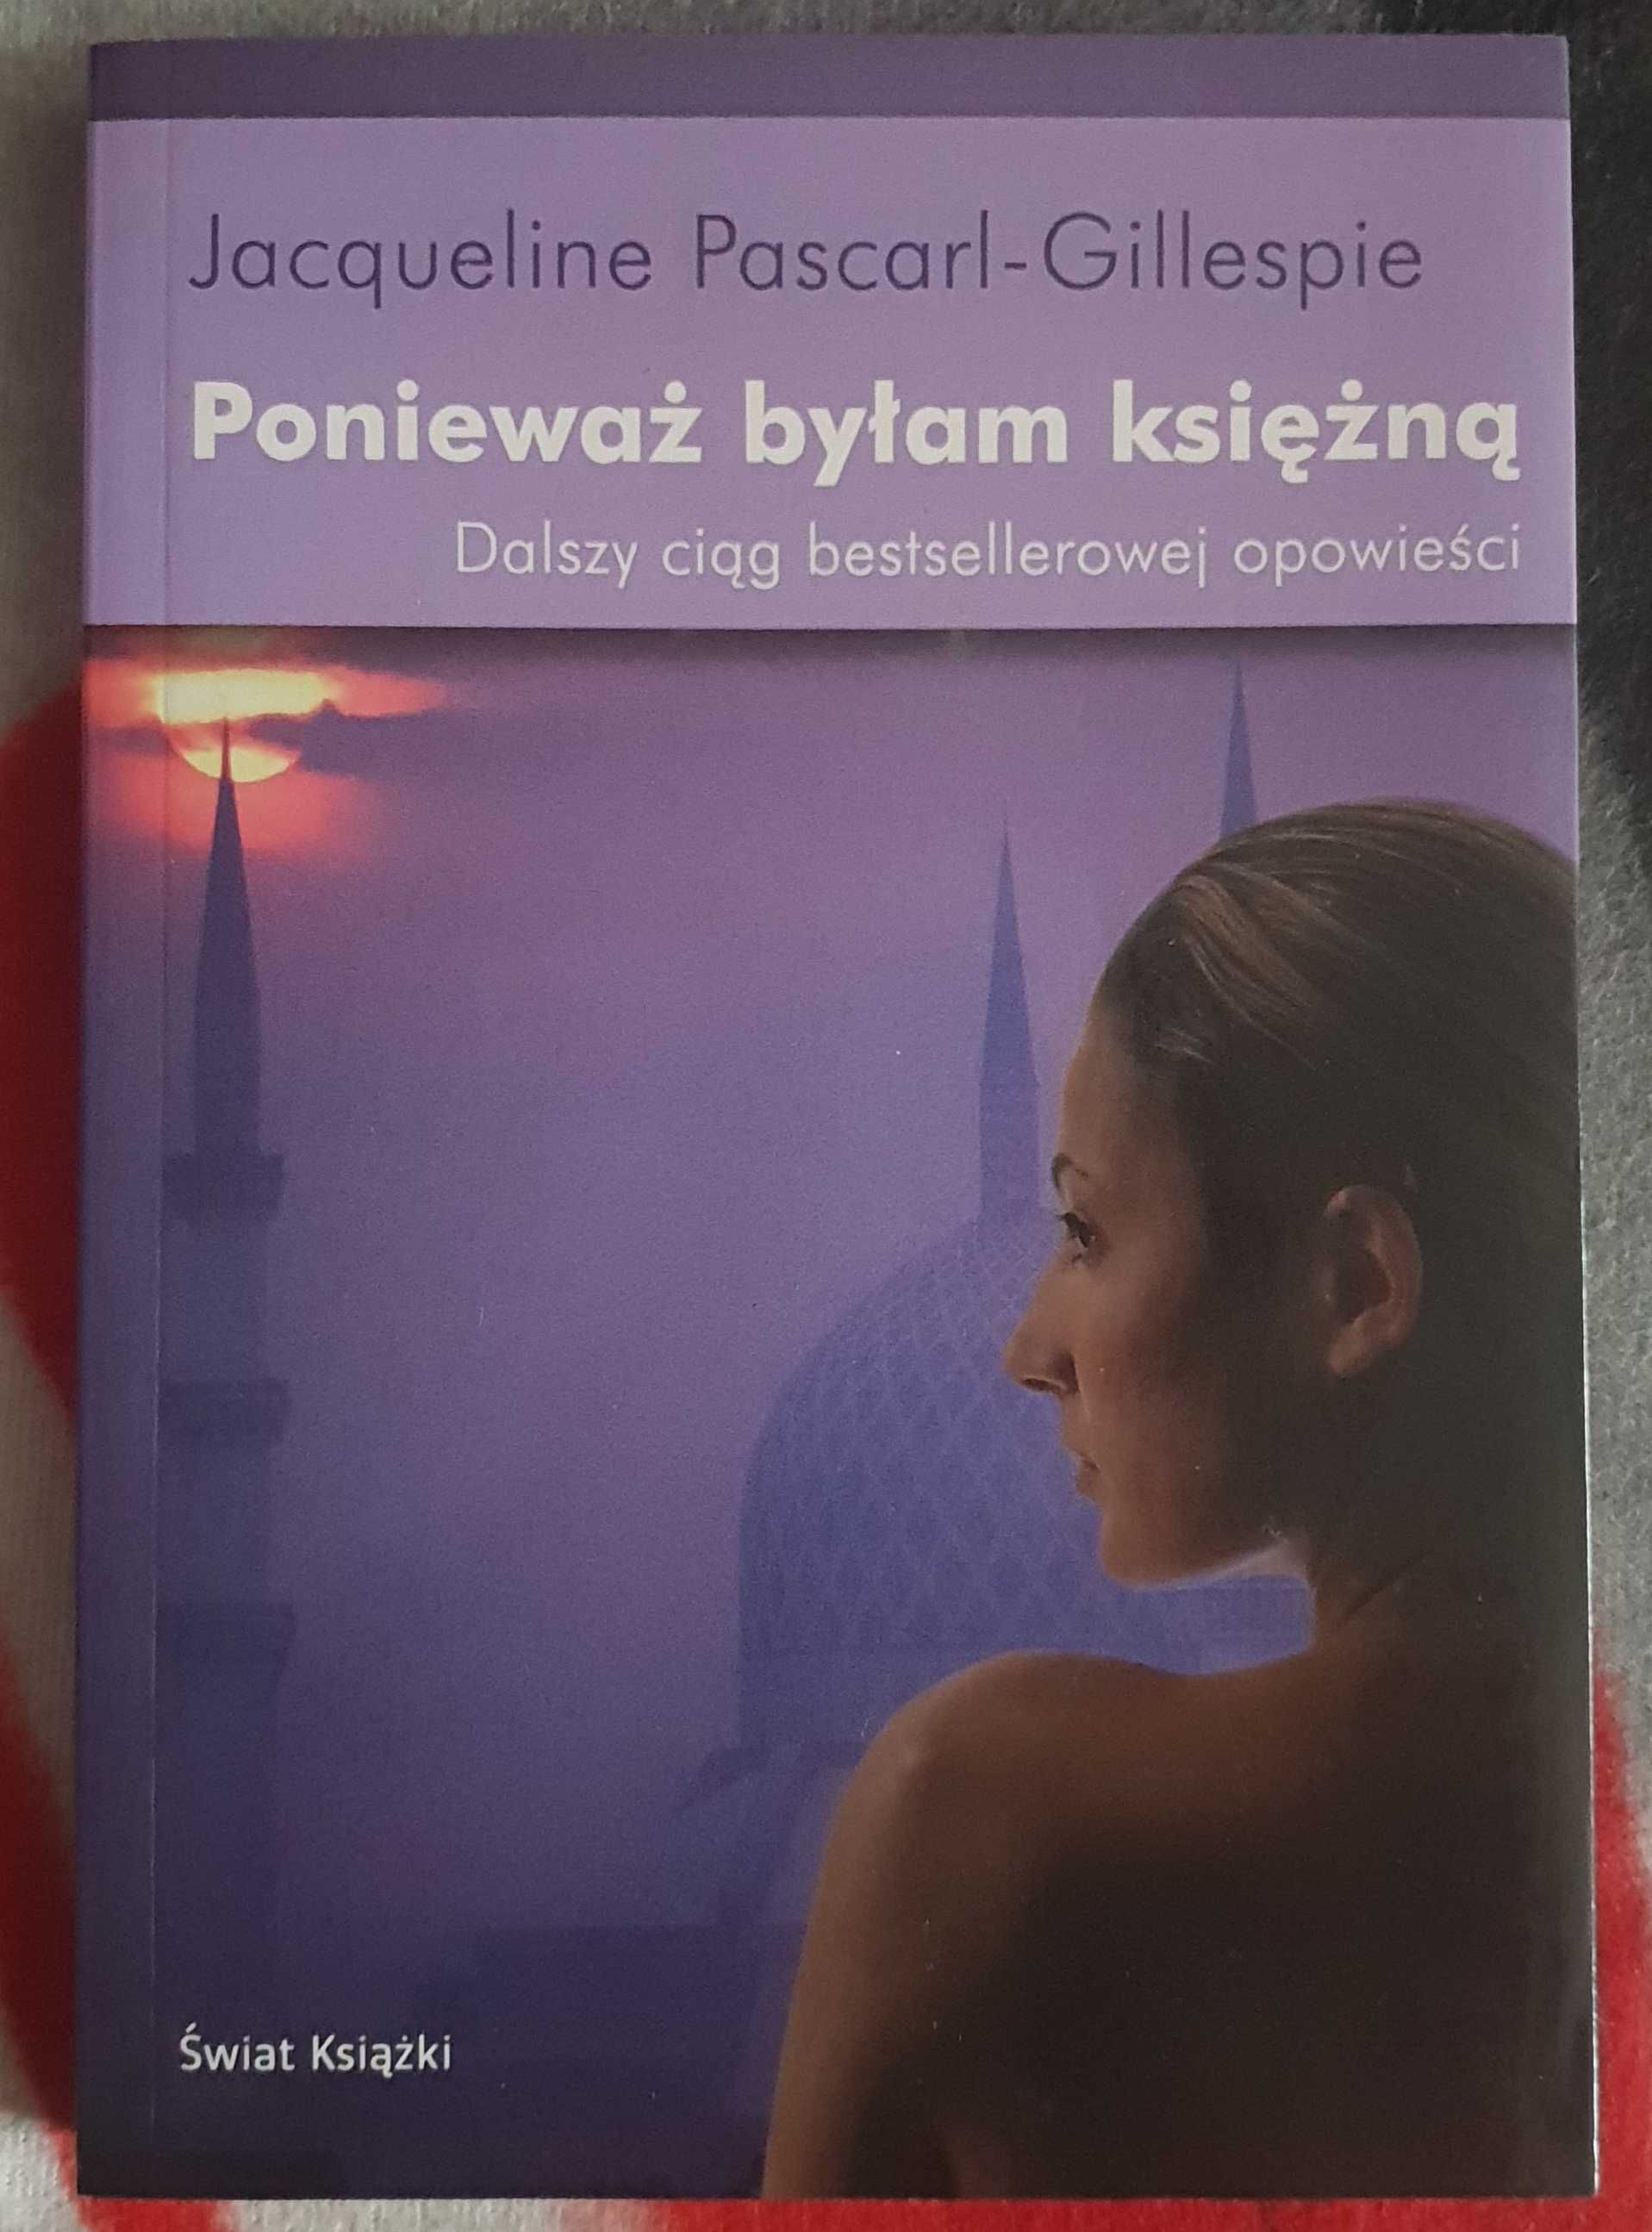 Jacqueline Pascarl-Gillespie
Ponieważ byłam księżną
Dalszy ciąg bestsellerowej opowieści
Świat Książki